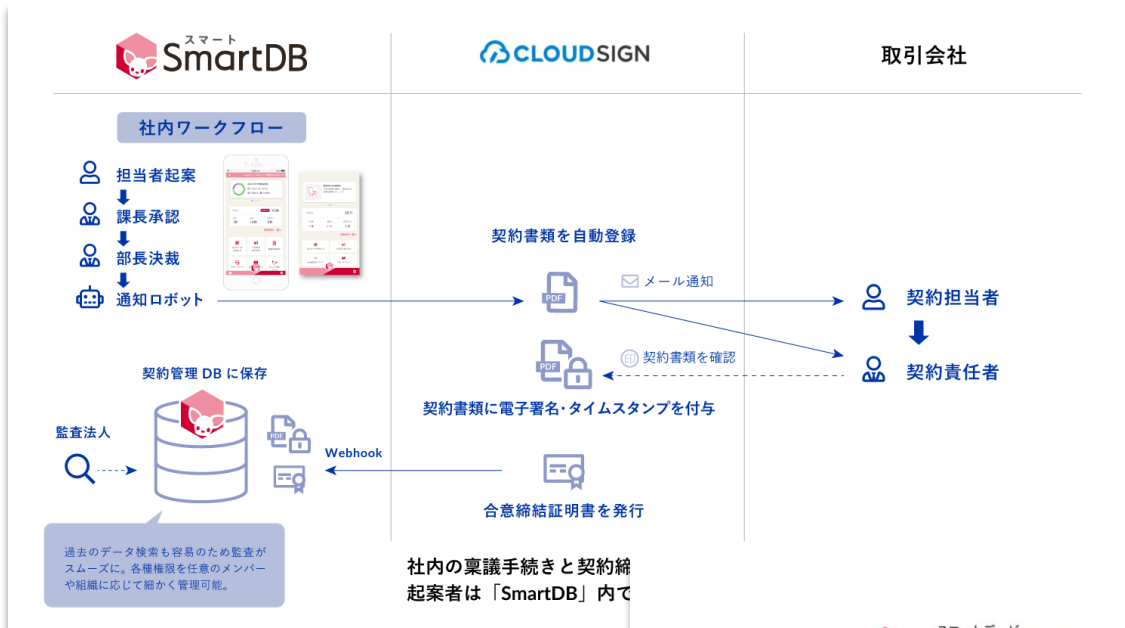 スマート
SmartDB
CLOUDSIGN
取引会社
社内ワークフロー
担当者起案
課長承認
部長決裁
通知ロボット
契約書類を自動登録
PDF
メール通知
契約担当者
契約責任者
PDF
契約書類を確認
契約書類に電子署名・タイムスタンプを付与
契約管理 DB に保存
監査法人
PDF
Webhook
合意締結証明書を発行
過去のデータ検索も容易のため監査が
スムーズに。各種権限を任意のメンバー
や組織に応じて細かく管理可能。
社内の稟議手続きと契約締
起案者は「SmartDB」内で